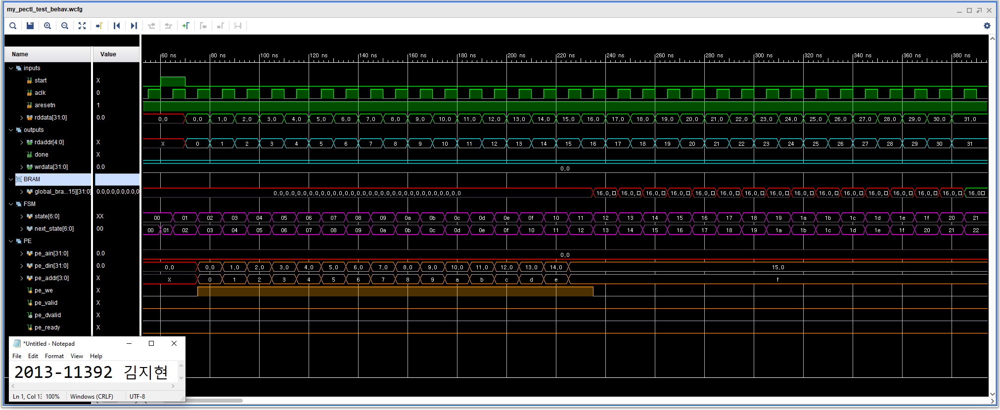 my_pectl_test_behav.wcfg
Name Value
60 ns 80 ns 100 ns 120 ns 140 ns 160 ns 180 ns 200 ns 220 ns 240 ns 260 ns 280 ns 300 ns 320 ns 340 ns 360 ns 380 ns
inputs
start X
aclk 0
aresetn 1
rddata[31:0] 0.0 0,0 0,0 1,0 2,0 3,0 4,0 5,0 6,0 7,0 8,0 9,0 10,0 11,0 12,0 13,0 14,0 15,0 16,0 17,0 18,0 19,0 20,0 21,0 22,0 23,0 24,0 25,0 26,0 27,0 28,0 29,0 30,0 31,0
outputs
rdaddr[4:0] X X 0 1 2 3 4 5 6 7 8 9 10 11 12 13 14 15 16 17 18 19 20 21 22 23 24 25 26 27 28 29 30 31
done X
wrdata[31:0] 0.0 0,0
BRAM
global_bra...15][31:0] 0.0,0.0,0.0,0.0,0 0,0,0,0,0,0,0,0,0,0,0,0,0,0,0,0,0,0,0,0,0,0,0,0,0,0,0,0 16,0,□ 16,0,□ 16,0,□ 16,0,□ 16,0,□ 16,0,□ 16,0,□ 16,0,□ 16,0,□ 16,0,□ 16,0,□ 16,0,□ 16,0,□ 16,0,□ 16,0,□ 16,0□
FSM
state[6:0] XX 00 01 02 03 04 05 06 07 08 09 0a 0b 0c 0d 0e 0f 10 11 12 13 14 15 16 17 18 19 1a 1b 1c 1d 1e 1f 20 21
next_state[6:0] 00 00 01 02 03 04 05 06 07 08 09 0a 0b 0c 0d 0e 0f 10 11 12 13 14 15 16 17 18 19 1a 1b 1c 1d 1e 1f 20 21 22
PE
pe_ain[31:0] 0.0 0,0
pe_din[31:0] 0.0 0,0 0,0 1,0 2,0 3,0 4,0 5,0 6,0 7,0 8,0 9,0 10,0 11,0 12,0 13,0 14,0 15,0
pe_addr[3:0] X X 0 1 2 3 4 5 6 7 8 9 a b c d e f
pe_we X
pe_valid X
pe_dvalid X
pe_ready X
*Untitled - Notepad
File Edit Format View Help
2013-11392 김지현
Ln 1, Col 13 100% Windows (CRLF) UTF-8